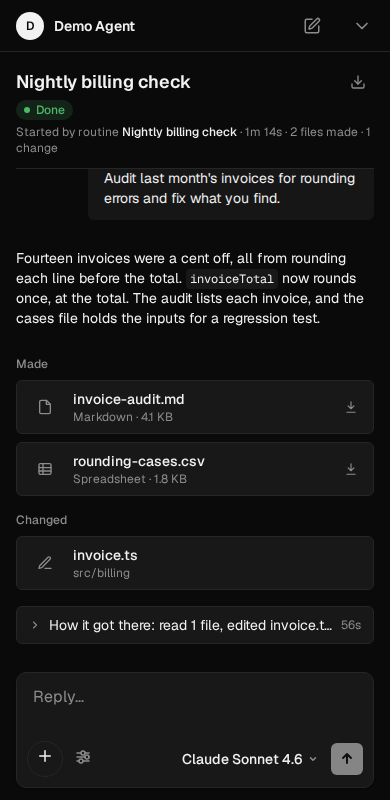 D Demo Agent
Nightly billing check
Done
Started by routine Nightly billing check · 1m 14s · 2 files made · 1
change
Audit last month's invoices for rounding
errors and fix what you find.
Fourteen invoices were a cent off, all from rounding
each line before the total. invoiceTotal now rounds
once, at the total. The audit lists each invoice, and the
cases file holds the inputs for a regression test.
Made
invoice-audit.md
Markdown · 4.1 KB
rounding-cases.csv
Spreadsheet · 1.8 KB
Changed
invoice.ts
src/billing
How it got there: read 1 file, edited invoice.t... 56s
Reply...
Claude Sonnet 4.6